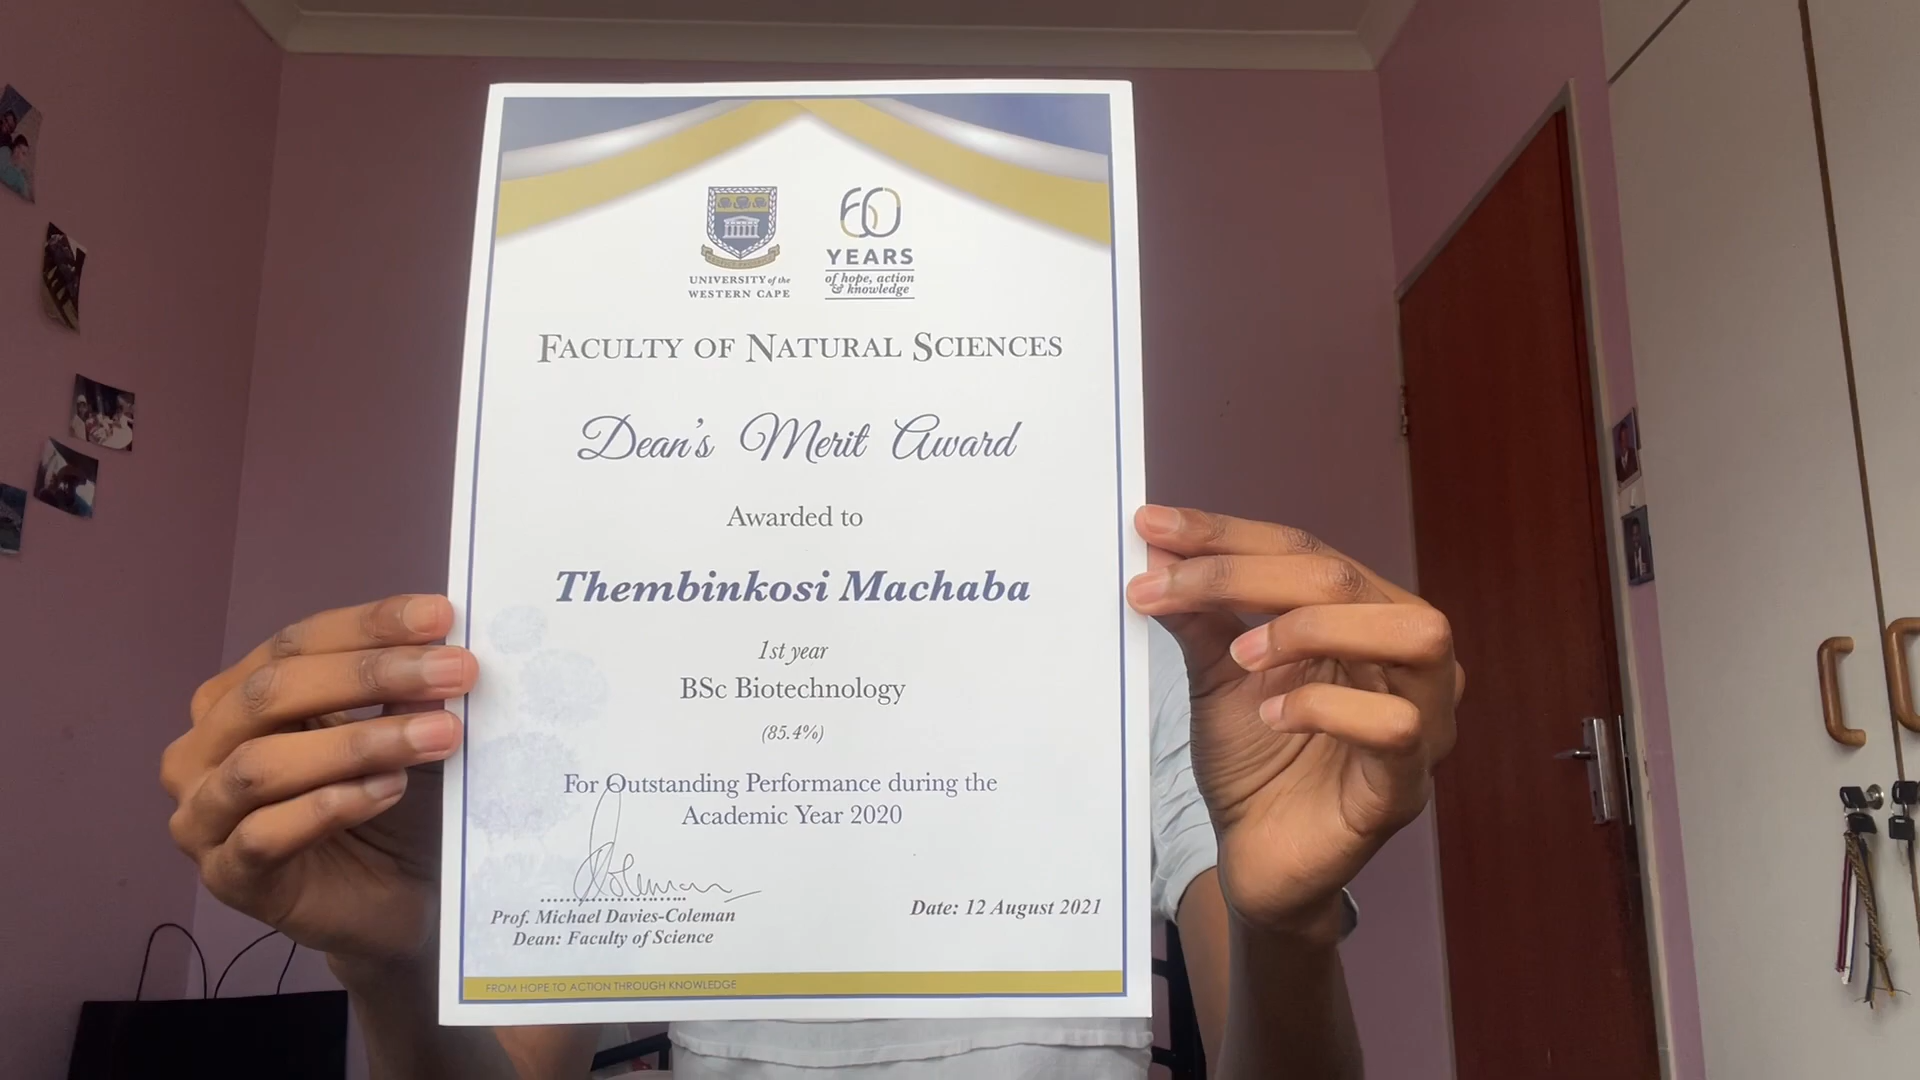 UNIVERSITY of the
WESTERN CAPE
60
YEARS
of hope, action
& knowledge
FACULTY OF NATURAL SCIENCES
Dean's Merit Award
Awarded to
Thembinkosi Machaba
1st year
BSc Biotechnology
(85.4%)
For Outstanding Performance during the
Academic Year 2020
Prof. Michael Davies-Coleman
Dean: Faculty of Science
Date: 12 August 2021
FROM HOPE TO ACTION THROUGH KNOWLEDGE